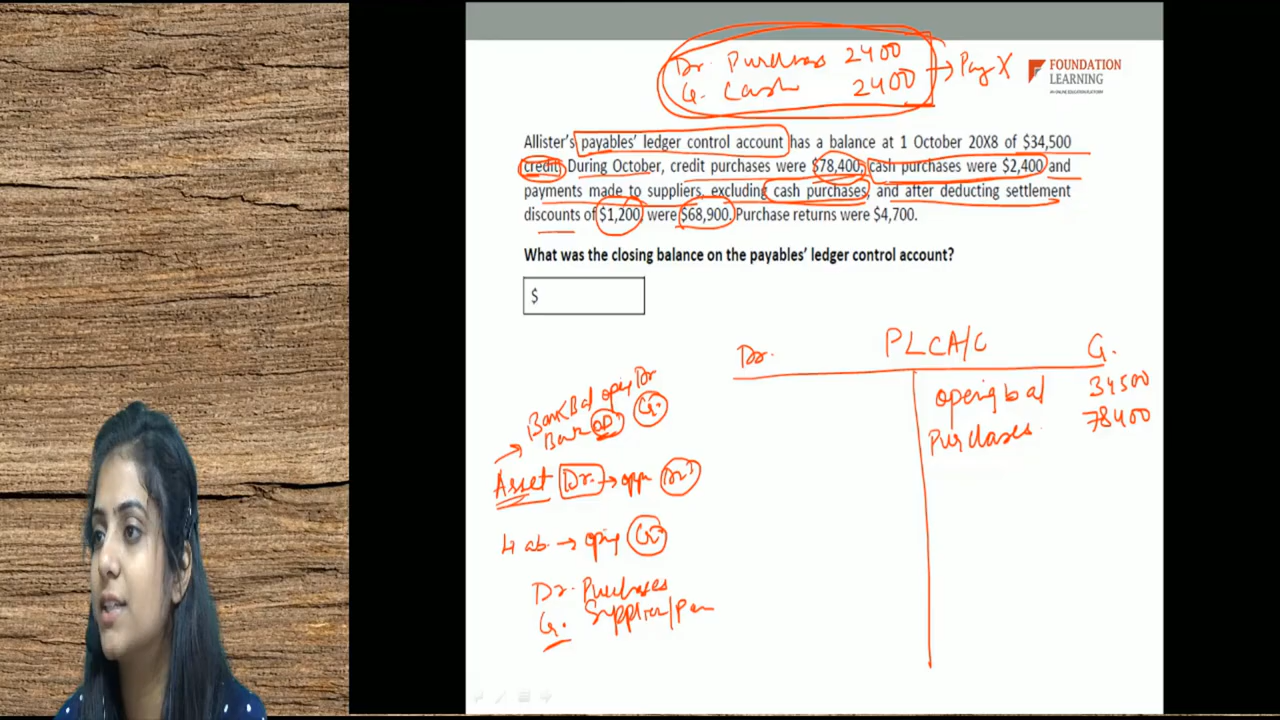 Dr. Purchases 2400
Cr. Cash 2400
→ Pay X
FOUNDATION
LEARNING
AN ONLINE EDUCATION PLATFORM
Allister's payables' ledger control account has a balance at 1 October 20X8 of $34,500
credit. During October, credit purchases were $78,400, cash purchases were $2,400 and
payments made to suppliers, excluding cash purchases, and after deducting settlement
discounts of $1,200 were $68,900. Purchase returns were $4,700.
What was the closing balance on the payables' ledger control account?
$
Dr. PLCA/C Cr.
opening bal 34500
Purchases 78400
Bank Bal opening Dr
Bank OD Cr.
Asset Dr. → open Dr
Liab → opening Cr
Dr. Purchases
Cr. Supplier/Pay